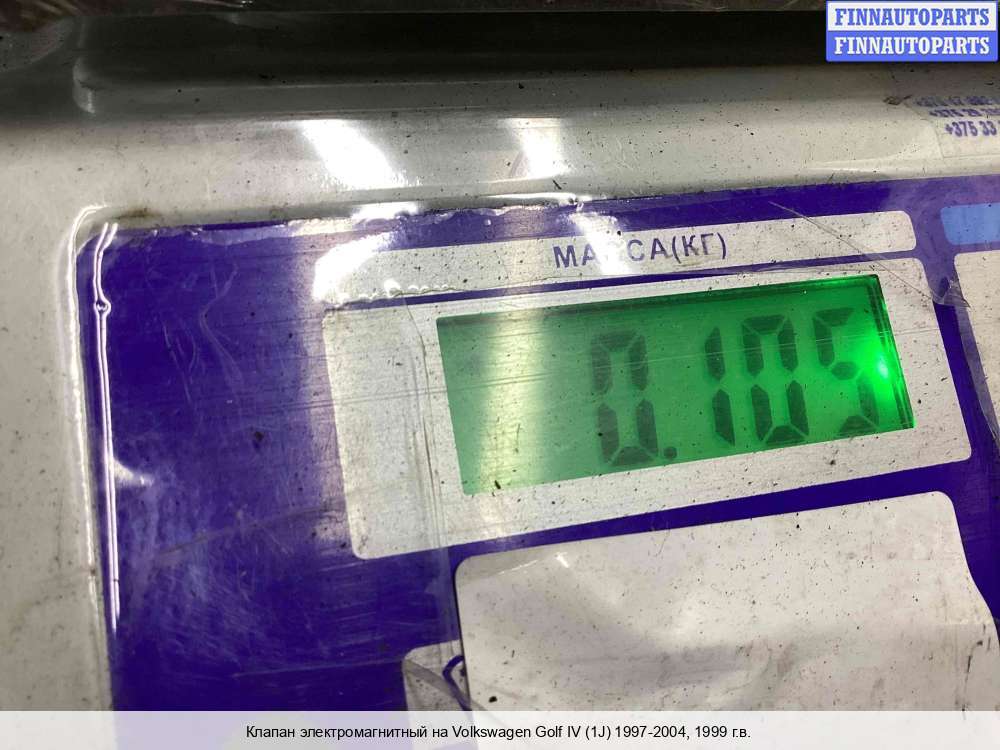 FINNAUTOPARTS
FINNAUTOPARTS
+375 33
МАССА(КГ)
0.105
Клапан электромагнитный на Volkswagen Golf IV (1J) 1997-2004, 1999 г.в.